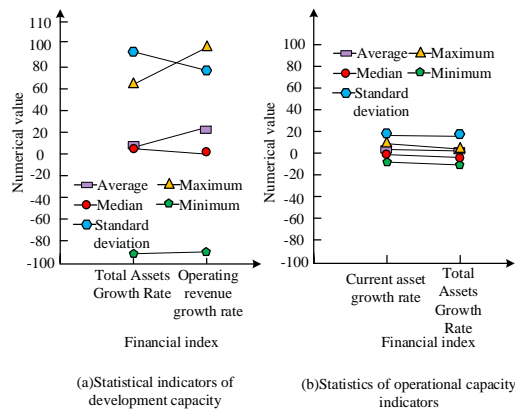 110
100
80
60
40
20
0
-20
-40
-60
-80
-100
Numerical value
Average
Maximum
Median
Minimum
Standard
deviation
Total Assets
Growth Rate
Operating
revenue
growth rate
Financial index
(a)Statistical indicators of
development capacity
100
80
60
40
20
0
-20
-40
-60
-80
-100
Numerical value
Average
Maximum
Median
Minimum
Standard
deviation
Current asset
growth rate
Total
Assets
Growth
Rate
Financial index
(b)Statistics of operational capacity
indicators